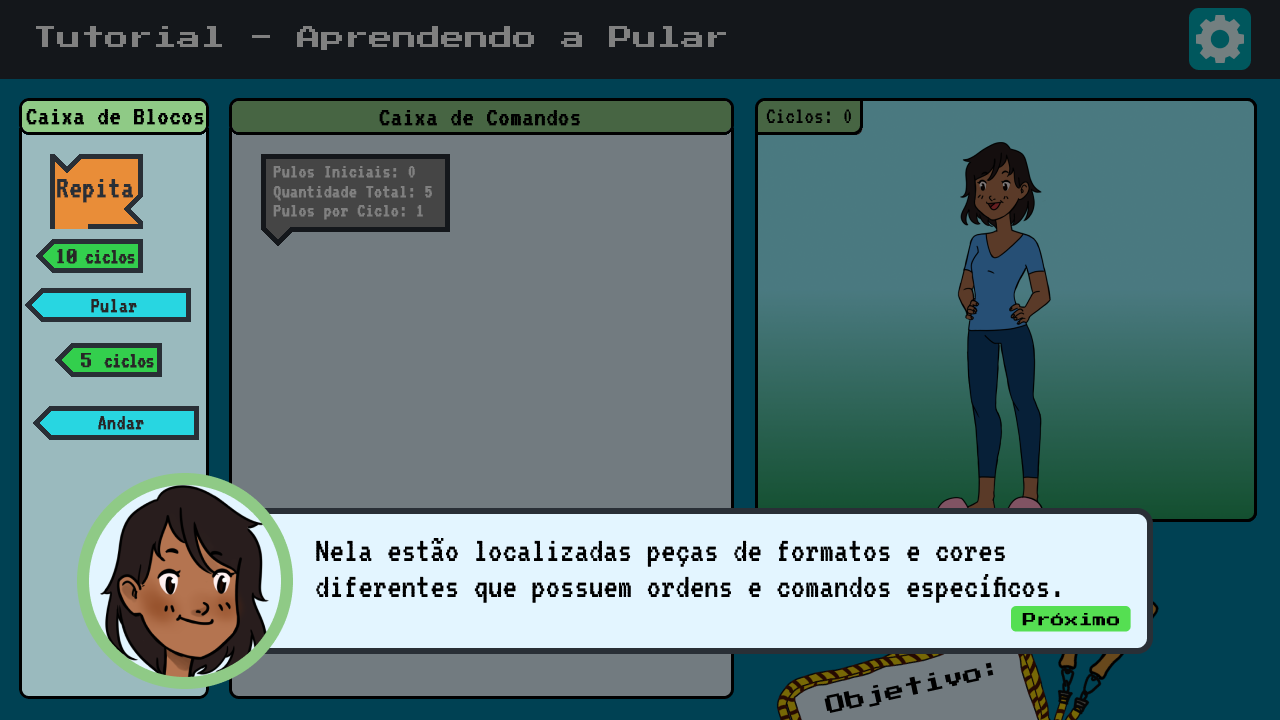 Tutorial - Aprendendo a Pular
Caixa de Blocos
Repita
10 ciclos
Pular
5 ciclos
Andar
Caixa de Comandos
Pulos Iniciais: 0
Quantidade Total: 5
Pulos por Ciclo: 1
Ciclos: 0
Nela estão localizadas peças de formatos e cores
diferentes que possuem ordens e comandos específicos.
Próximo
Objetivo: